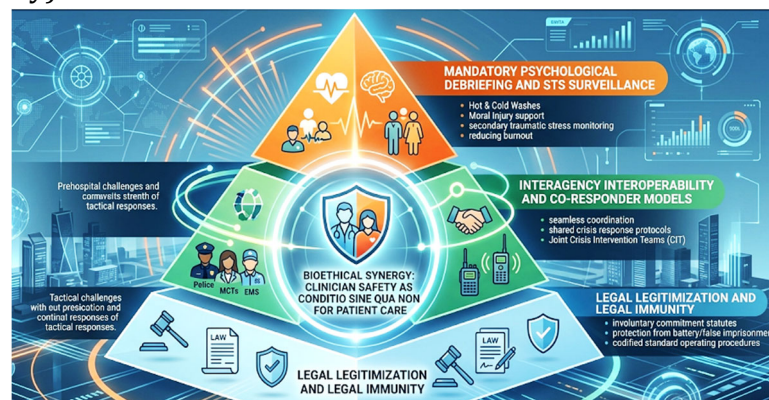 MANDATORY PSYCHOLOGICAL
DEBRIEFING AND STS SURVEILLANCE
• Hot & Cold Washes
• Moral Injury support
• secondary traumatic stress monitoring
• reducing burnout
Prehospital challenges and
strenth of
tactical responses.
INTERAGENCY INTEROPERABILITY
AND CO-RESPONDER MODELS
• seamless coordination
• shared crisis response protocols
• Joint Crisis Intervention Teams (CIT)
Pelice
MCTs
EMS
BIOETHICAL SYNERGY:
CLINICIAN SAFETY AS
CONDITIO SINE QUA NON
FOR PATIENT CARE
Tactical challenges
with out presication and
continal responses of
tactical responses.
LEGAL LEGITIMIZATION AND
LEGAL IMMUNITY
• involuntary commitment statutes
• protection from battery/false imprisonmen
• codified standard operating procedures
LAW
LAW
LEGAL LEGITIMIZATION
AND LEGAL IMMUNITY